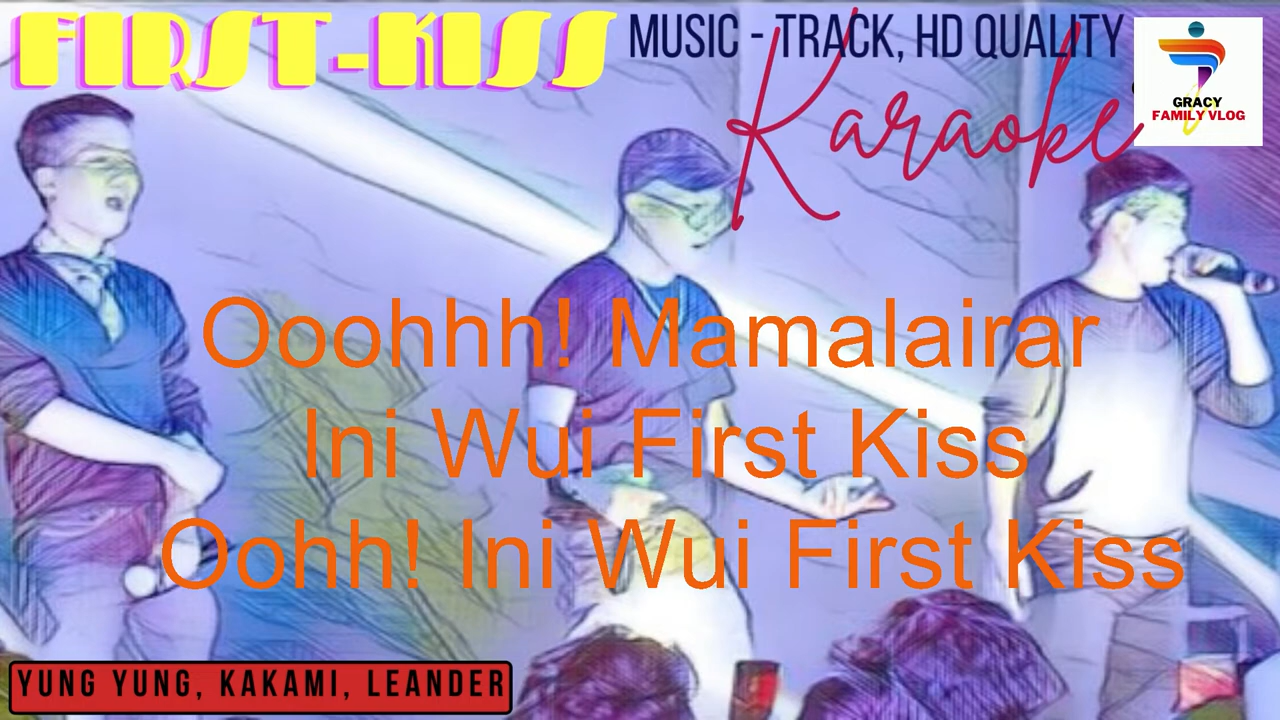 FIRST-KISS
MUSIC - TRACK, HD QUALITY
Karaoke
GRACY
FAMILY VLOG
Ooohhh! Mamalairar
Ini Wui First Kiss
Oohh! Ini Wui First Kiss
YUNG YUNG, KAKAMI, LEANDER